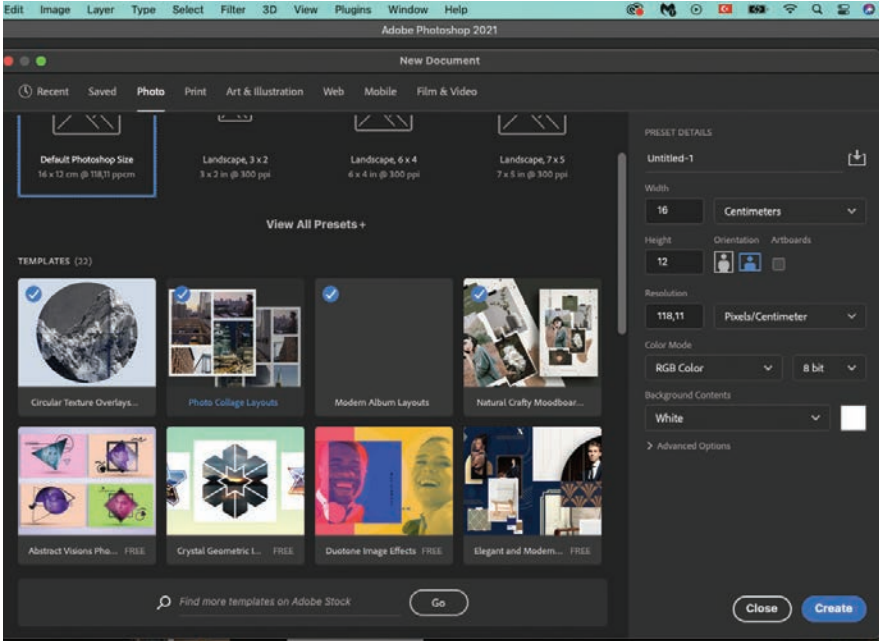 Edit Image Layer Type Select Filter 3D View Plugins Window Help
Adobe Photoshop 2021
New Document
Recent Saved Photo Print Art & Illustration Web Mobile Film & Video
Default Photoshop Size
16 x 12 cm @ 118,11 ppcm
Landscape, 3 x 2
3 x 2 in @ 300 ppi
Landscape, 6 x 4
6 x 4 in @ 300 ppi
Landscape, 7 x 5
7 x 5 in @ 300 ppi
View All Presets+
TEMPLATES (22)
Circular Texture Overlays...
Photo Collage Layouts
Modern Album Layouts
Natural Crafty Moodboar...
Abstract Visions Pho... FREE
Crystal Geometric I... FREE
Duotone Image Effects FREE
Elegant and Modern... FREE
Find more templates on Adobe Stock
Go
PRESET DETAILS
Untitled-1
Width
16 Centimeters
Height Orientation Artboards
12
Resolution
118,11 Pixels/Centimeter
Color Mode
RGB Color 8 bit
Background Contents
White
Advanced Options
Close Create